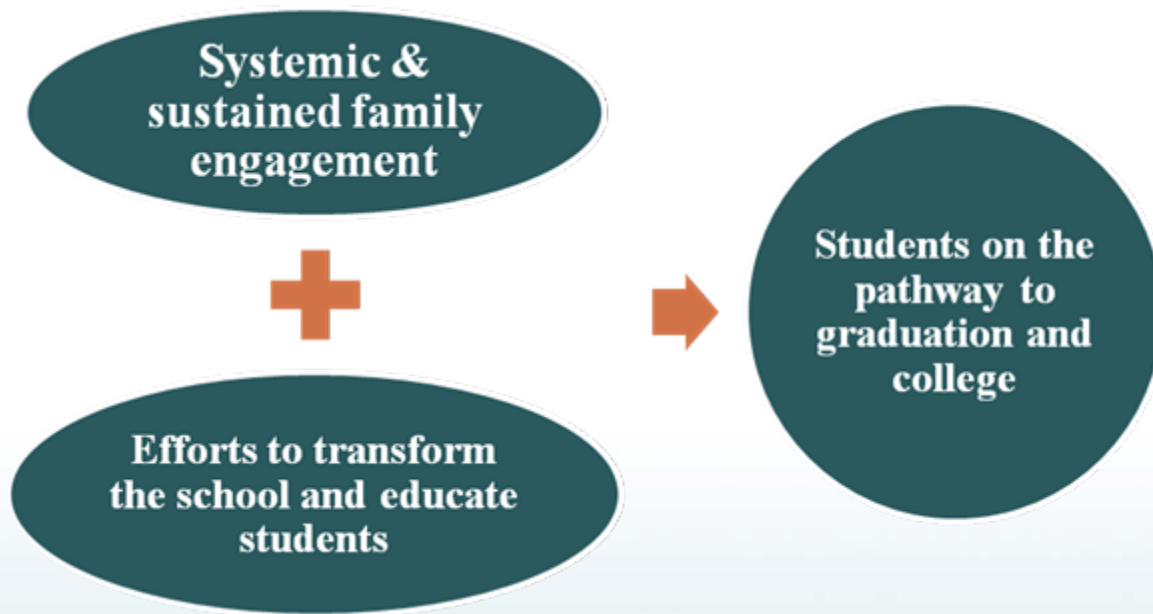 Systemic &
sustained family
engagement
Efforts to transform
the school and educate
students
Students on the
pathway to
graduation and
college